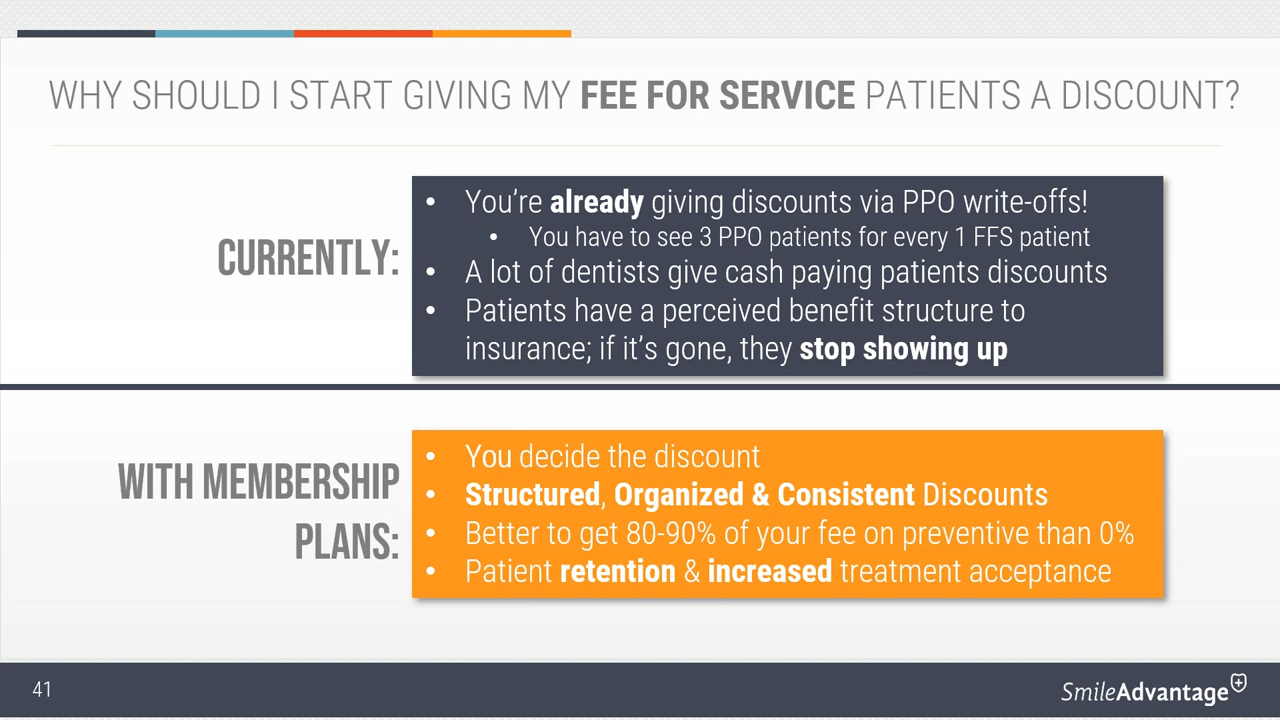 WHY SHOULD I START GIVING MY FEE FOR SERVICE PATIENTS A DISCOUNT?
CURRENTLY:
• You’re already giving discounts via PPO write-offs!
• You have to see 3 PPO patients for every 1 FFS patient
• A lot of dentists give cash paying patients discounts
• Patients have a perceived benefit structure to
insurance; if it’s gone, they stop showing up
WITH MEMBERSHIP
PLANS:
• You decide the discount
• Structured, Organized & Consistent Discounts
• Better to get 80-90% of your fee on preventive than 0%
• Patient retention & increased treatment acceptance
41
SmileAdvantage